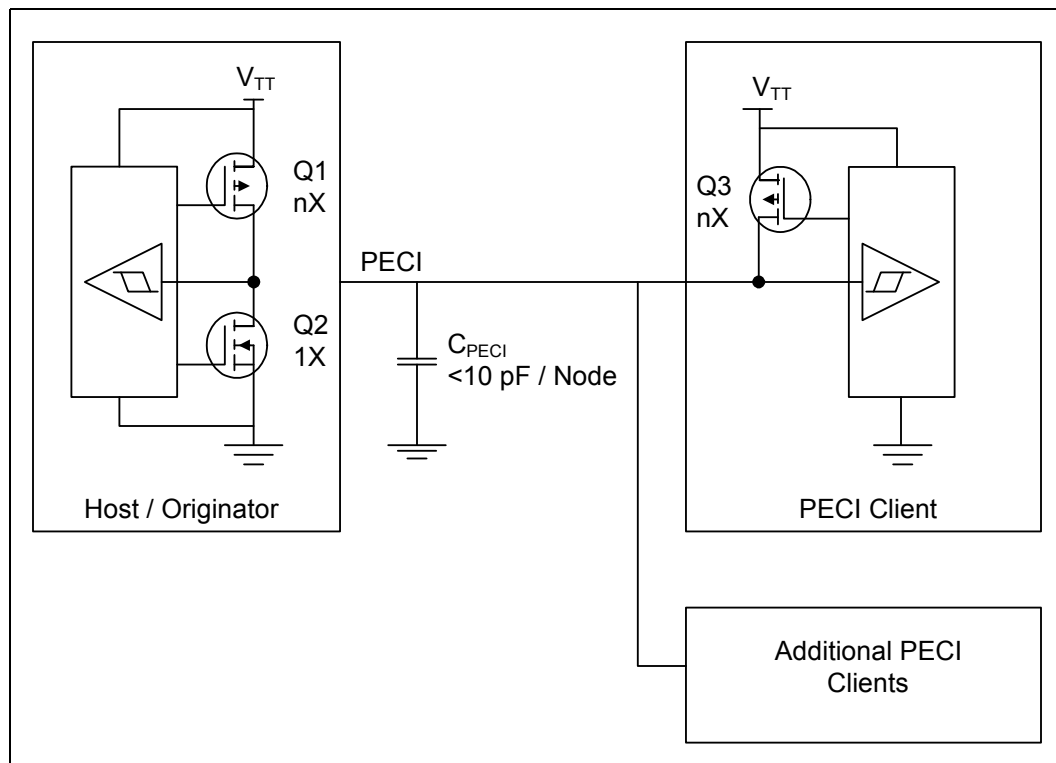 V_TT
Q1
nX
Q2
1X
Host / Originator
PECI
C_PECI
<10 pF / Node
V_TT
Q3
nX
PECI Client
Additional PECI
Clients